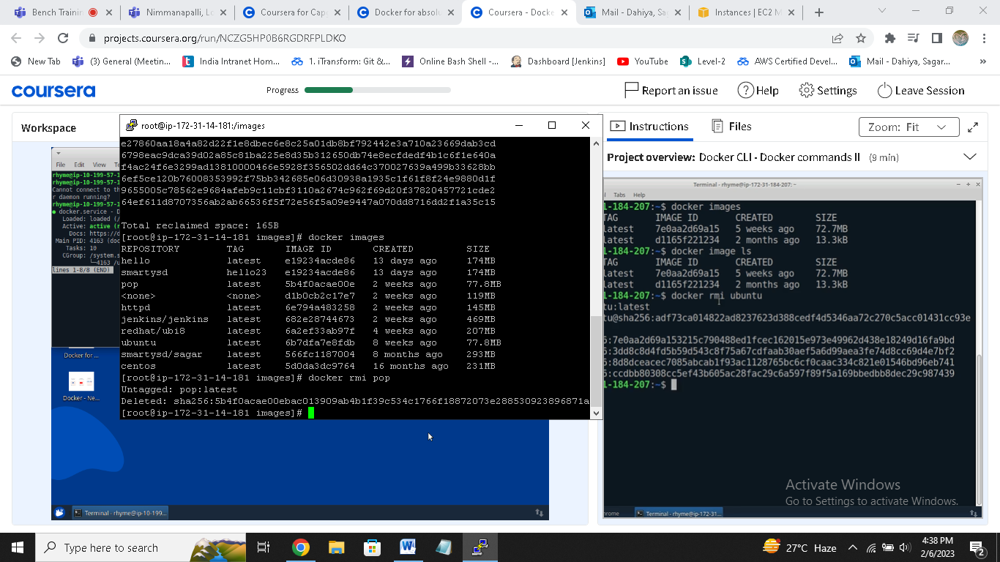 Bench Trainin
Nimmanapalli, Lo
Coursera for Cap
Docker for absol
Coursera - Docke
Mail - Dahiya, Sag
Instances | EC2 M
projects.coursera.org/run/NCZG5HP0B6RGDRFPLDKO
New Tab
(3) General (Meetin...
India Intranet Hom...
1. iTransform: Git &...
Online Bash Shell -...
Dashboard [Jenkins]
YouTube
Level-2
AWS Certified Devel...
Mail - Dahiya, Sagar...
»
coursera
Progress
Report an issue
Help
Settings
Leave Session
Workspace
File Edit View Te
rhyme@ip-10-199-57-1
rhyme@ip-10-199-57-1
Cannot connect to th
r daemon running?
rhyme@ip-10-199-57-1
● docker.service - D
Loaded: loaded (/
Active: active (r
Docs: https://d
Main PID: 4163 (doc
Tasks: 10
CGroup: /system.s
└─4163 /u
lines 1-8/8 (END)
Docker for ...
Docker - Ne...
Terminal - rhyme@ip-10-199...
root@ip-172-31-14-181:/images
e27860aa18a4a82d22f1e8dbec6e8c25a01db8bf792442e3a710a23669dab3cd
6798eac9dca39d02a85c81ba225e8d35b312650db74e8ecfdedf4b1c6f1e640a
f4ac24f6e3299ad13810000466e5928f356502dd64c370027639a499b33628bb
6ef5ce120b76008353992f75bb342685e06d30938a1935c1f61f8f24e9880d1f
9655005c78562e9684afeb9c11cbf3110a2674c962f69d20f37820457721cde2
64ef611d8707356ab2ab66536f5f72e56f5a09e9447a070dd8716dd2f1a35c15
Total reclaimed space: 165B
[root@ip-172-31-14-181 images]# docker images
REPOSITORY TAG IMAGE ID CREATED SIZE
hello latest e19234acde86 13 days ago 174MB
smartysd hello23 e19234acde86 13 days ago 174MB
pop latest 5b4f0acae00e 2 weeks ago 77.8MB
<none> <none> d1b0cb2c17e7 2 weeks ago 119MB
httpd latest 6e794a483258 2 weeks ago 145MB
jenkins/jenkins latest 682e28744673 2 weeks ago 469MB
redhat/ubi8 latest 6a2ef33ab97f 4 weeks ago 207MB
ubuntu latest 6b7dfa7e8fdb 8 weeks ago 77.8MB
smartysd/sagar latest 566fc1187004 8 months ago 293MB
centos latest 5d0da3dc9764 16 months ago 231MB
[root@ip-172-31-14-181 images]# docker rmi pop
Untagged: pop:latest
Deleted: sha256:5b4f0acae00ebac013909ab4b1f39c534c1766f18872073e288530923896871a
[root@ip-172-31-14-181 images]#
Instructions
Files
Zoom: Fit
Project overview: Docker CLI - Docker commands II (9 min)
Terminal - rhyme@ip-172-31-184-207: ~
l Tabs Help
1-184-207:~$ docker images
TAG IMAGE ID CREATED SIZE
latest 7e0aa2d69a15 5 weeks ago 72.7MB
latest d1165f221234 2 months ago 13.3kB
1-184-207:~$ docker image ls
TAG IMAGE ID CREATED SIZE
latest 7e0aa2d69a15 5 weeks ago 72.7MB
latest d1165f221234 2 months ago 13.3kB
1-184-207:~$ docker rmi ubuntu
tu:latest
tu@sha256:adf73ca014822ad8237623d388cedf4d5346aa72c270c5acc01431cc93e
6:7e0aa2d69a153215c790488ed1fcec162015e973e49962d438e18249d16fa9bd
6:3dd8c8d4fd5b59d543c8f75a67cdfaab30aef5a6d99aea3fe74d8cc69d4e7bf2
6:8d8dceacec7085abcab1f93ac1128765bc6cf0caac334c821e01546bd96eb741
6:ccdbb80308cc5ef43b605ac28fac29c6a597f89f5a169bbedbb8dec29c987439
1-184-207:~$
Activate Windows
Go to Settings to activate Windows.
hrome
Terminal - rhyme@ip-172-31...
Type here to search
27°C Haze
4:38 PM
2/6/2023
2